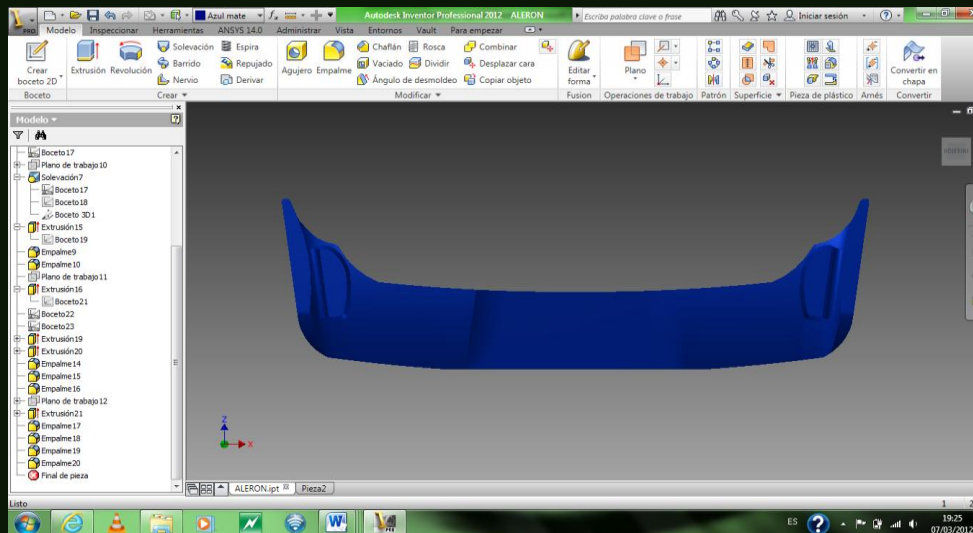 Azul mate
Autodesk Inventor Professional 2012 ALERON
Escriba palabra clave o frase
Iniciar sesión
PRO
Modelo Inspeccionar Herramientas ANSYS 14.0 Administrar Vista Entornos Vault Para empezar
Crear boceto 2D
Extrusión Revolución
Solevación Espira
Barrido Repujado
Nervio Derivar
Agujero Empalme
Chaflán Rosca Combinar
Vaciado Dividir Desplazar cara
Ángulo de desmoldeo Copiar objeto
Editar forma
Plano
Convertir en chapa
Boceto Crear Modificar Fusion Operaciones de trabajo Patrón Superficie Pieza de plástico Arnés Convertir
Modelo
Boceto17
Plano de trabajo10
Solevación7
Boceto17
Boceto18
Boceto 3D1
Extrusión15
Boceto19
Empalme9
Empalme10
Plano de trabajo11
Extrusión16
Boceto21
Boceto22
Boceto23
Extrusión19
Extrusión20
Empalme14
Empalme15
Empalme16
Plano de trabajo12
Extrusión21
Empalme17
Empalme18
Empalme19
Empalme20
Final de pieza
Z
X
ALERON.ipt Pieza2
Listo
1 2
ES
19:25
07/03/2012